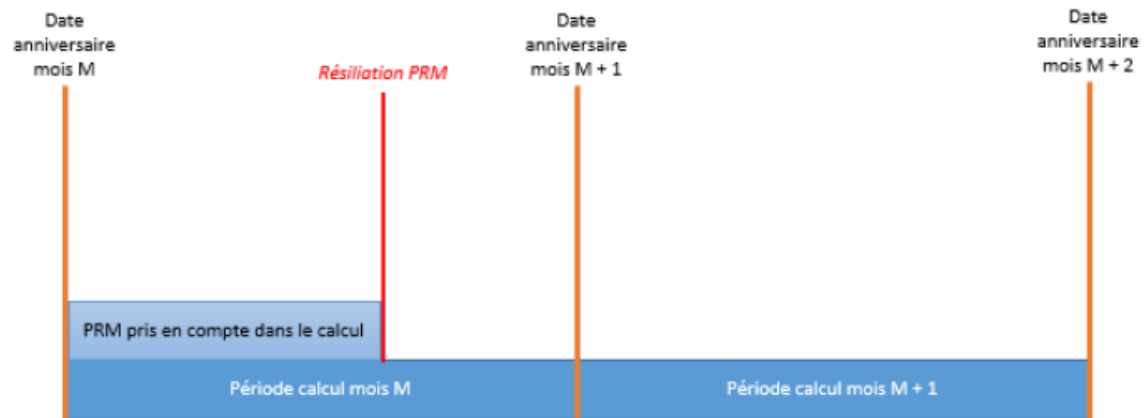 Date
anniversaire
mois M
Résiliation PRM
Date
anniversaire
mois M + 1
Date
anniversaire
mois M + 2
PRM pris en compte dans le calcul
Période calcul mois M
Période calcul mois M + 1